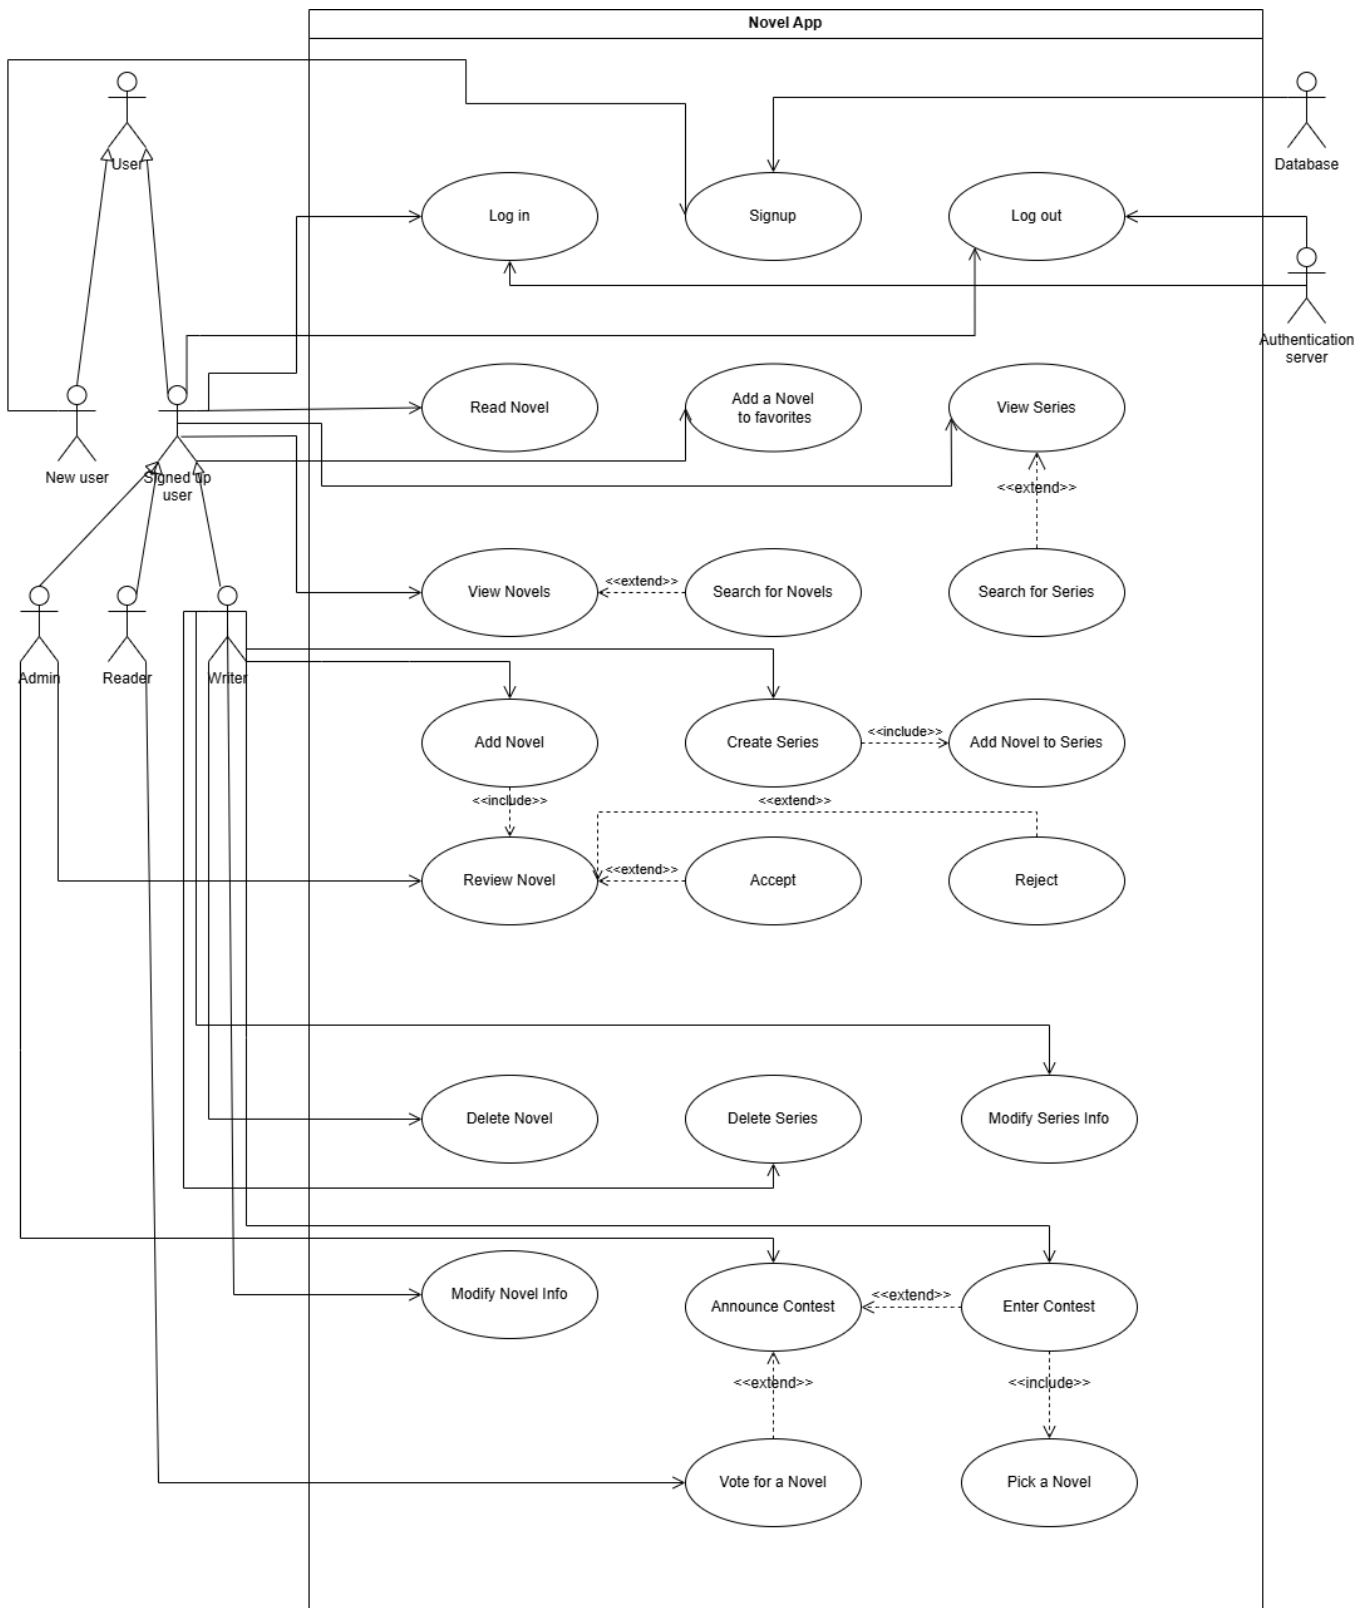 Novel App
User
Database
Log in
Signup
Log out
Authentication
server
Read Novel
Add a Novel
to favorites
View Series
New user
Signed up
user
<<extend>>
View Novels
<<extend>>
Search for Novels
Search for Series
Admin
Reader
Writer
Add Novel
Create Series
<<include>>
Add Novel to Series
<<include>>
<<extend>>
Review Novel
<<extend>>
Accept
Reject
Delete Novel
Delete Series
Modify Series Info
Modify Novel Info
Announce Contest
<<extend>>
Enter Contest
<<extend>>
<<include>>
Vote for a Novel
Pick a Novel